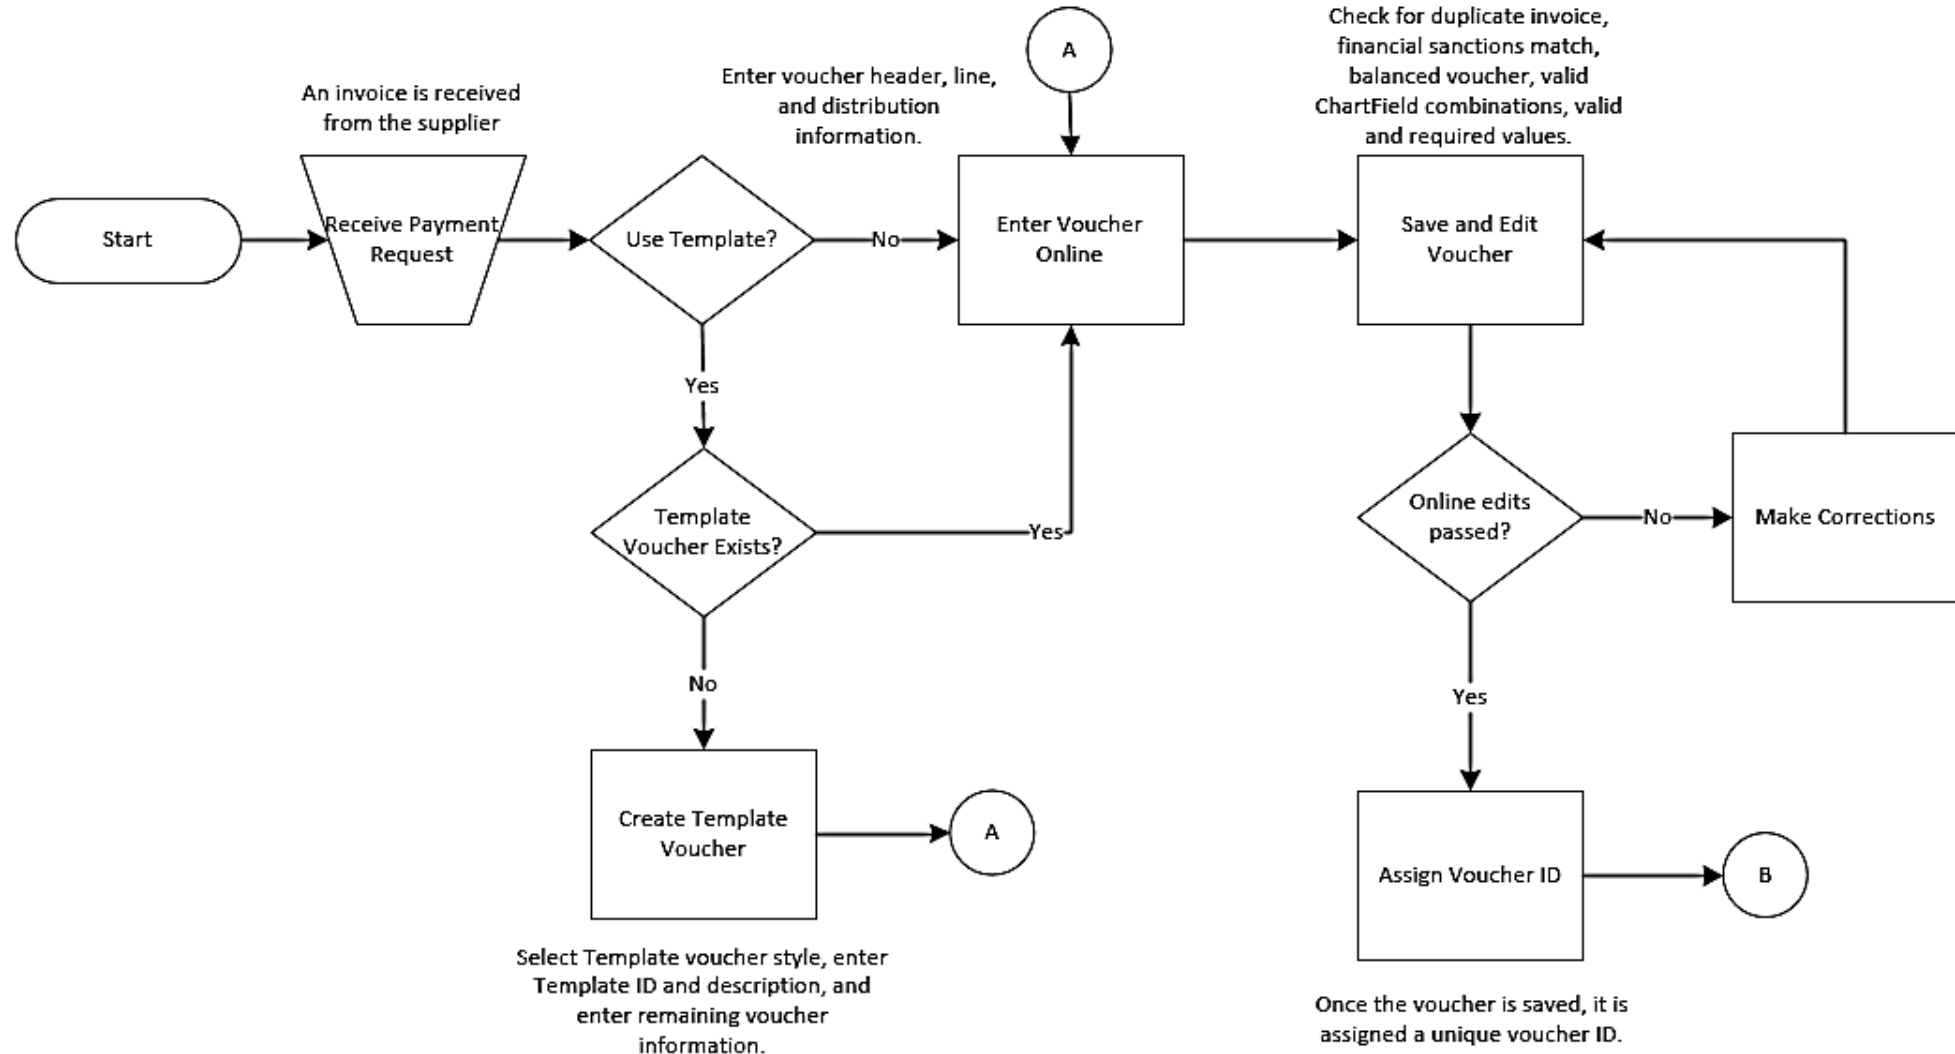 An invoice is received
from the supplier
Enter voucher header, line,
and distribution
information.
A
Check for duplicate invoice,
financial sanctions match,
balanced voucher, valid
ChartField combinations, valid
and required values.
Start
Receive Payment
Request
Use Template?
No
Enter Voucher
Online
Save and Edit
Voucher
Yes
Template
Voucher Exists?
Yes
Online edits
passed?
No
Make Corrections
No
Yes
Create Template
Voucher
A
Assign Voucher ID
B
Select Template voucher style, enter
Template ID and description, and
enter remaining voucher
information.
Once the voucher is saved, it is
assigned a unique voucher ID.